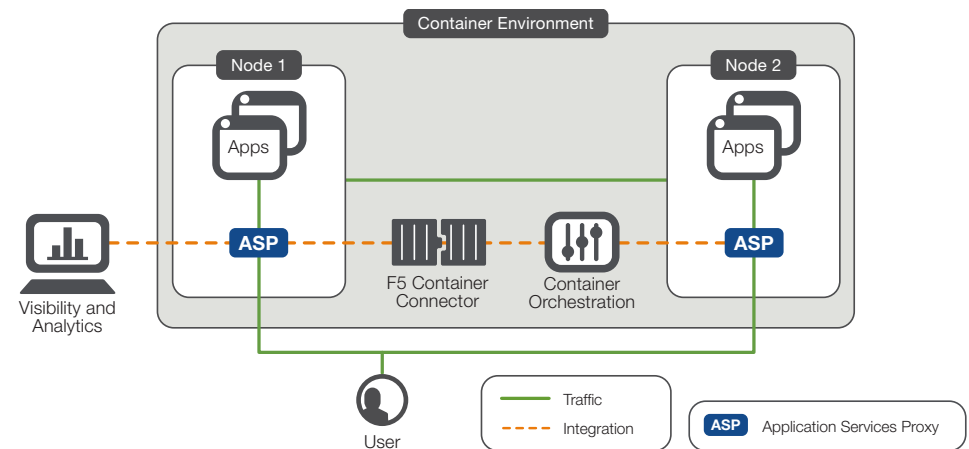 Container Environment
Node 1
Node 2
Apps
Apps
ASP
ASP
F5 Container
Connector
Container
Orchestration
Visibility and
Analytics
User
Traffic
Integration
ASP Application Services Proxy